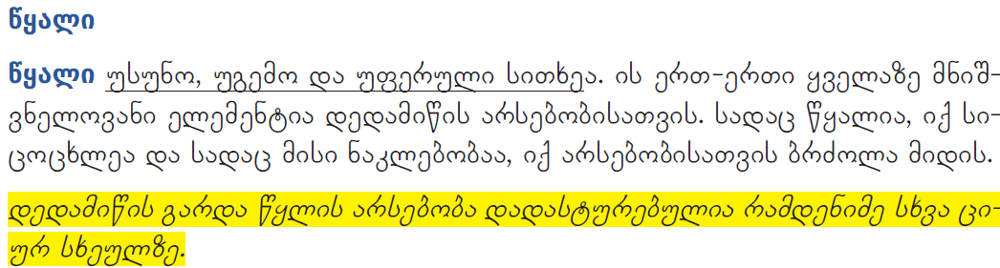 წყალი
წყალი უსუნო, უგემო და უფერული სითხეა. ის ერთ-ერთი ყველაზე მნიშ-
ვნელოვანი ელემენტია დედამიწის არსებობისათვის. სადაც წყალია, იქ სი-
ცოცხლეა და სადაც მისი ნაკლებობაა, იქ არსებობისათვის ბრძოლა მიდის.
დედამიწის გარდა წყლის არსებობა დადასტურებულია რამდენიმე სხვა ცი-
ურ სხეულზე.